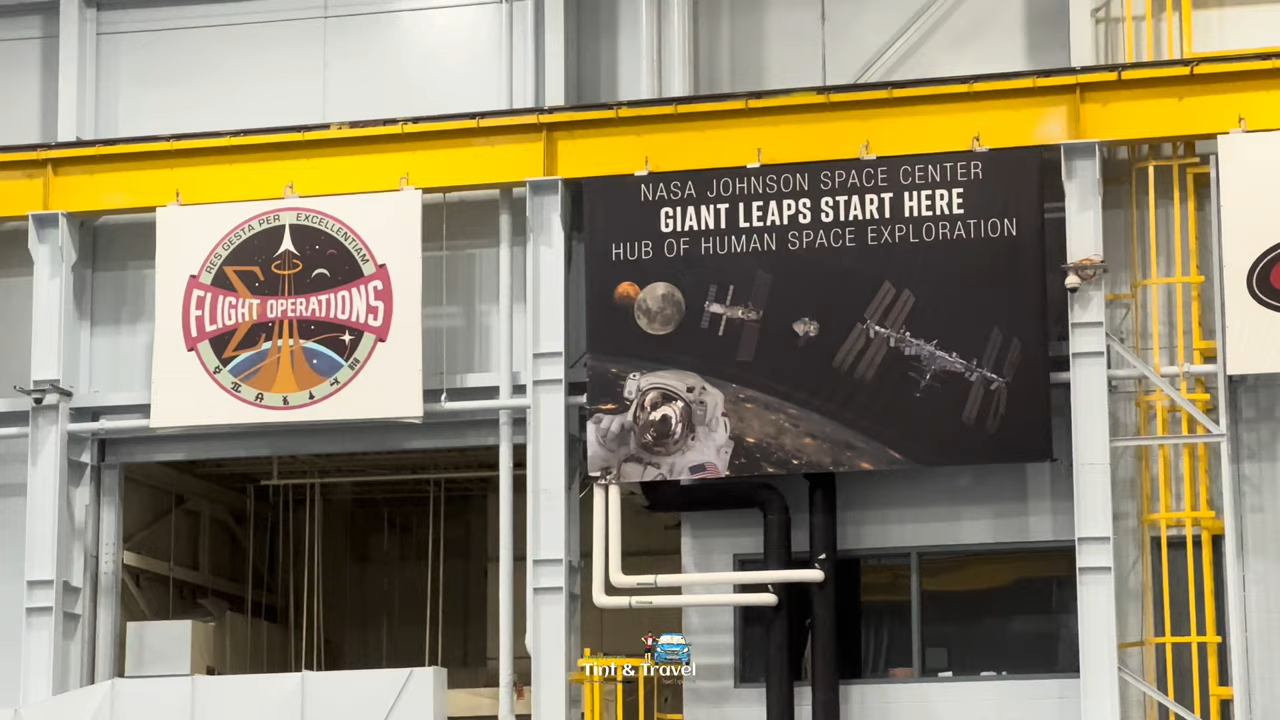 RES GESTA PER EXCELLENTIAM
FLIGHT OPERATIONS
NASA JOHNSON SPACE CENTER
GIANT LEAPS START HERE
HUB OF HUMAN SPACE EXPLORATION
Tint & Travel